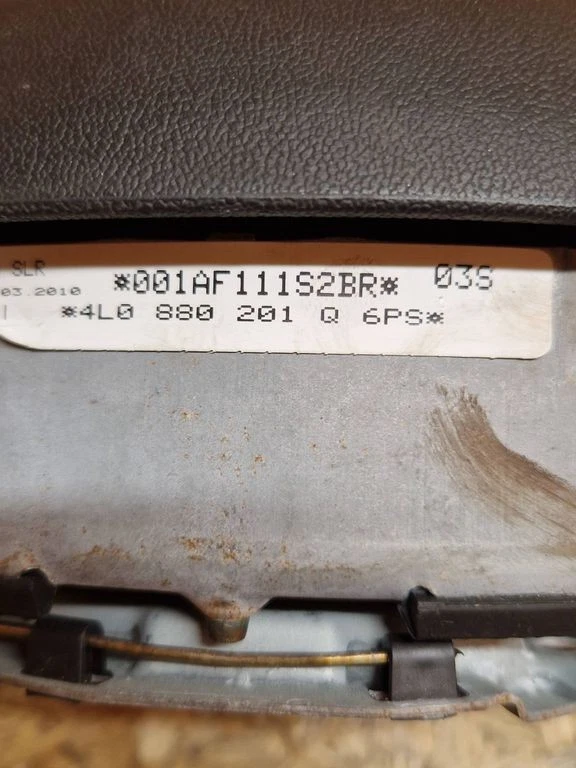 SLR *001AF111S2BR* 03S
03.2010
*4L0 880 201 Q 6PS*